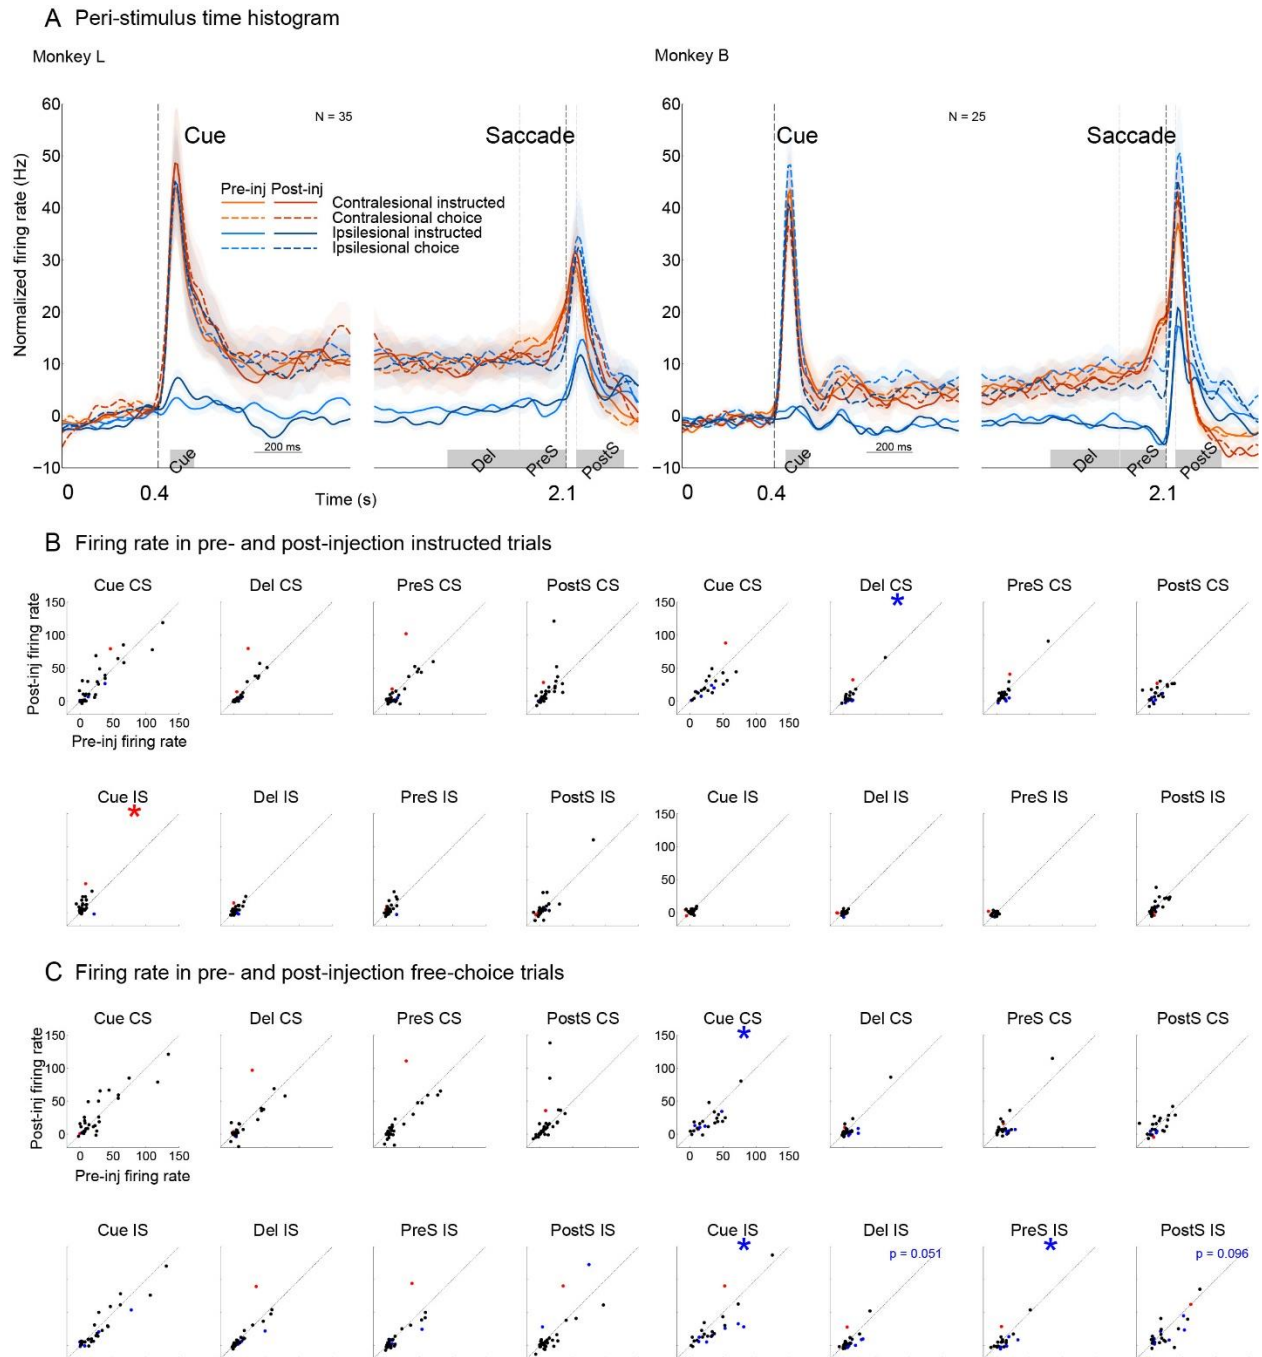 A Peri-stimulus time histogram
Monkey L
Monkey B
60
50
40
30
20
10
0
−10
Normalized firing rate (Hz)
Cue
N = 35
Saccade
Pre-inj Post-inj
Contralesional instructed
Contralesional choice
Ipsilesional instructed
Ipsilesional choice
200 ms
Cue
Del
PreS
PostS
0
0.4
Time (s)
2.1
60
50
40
30
20
10
0
−10
Cue
N = 25
Saccade
200 ms
Cue
Del
PreS
PostS
0
0.4
2.1
B Firing rate in pre- and post-injection instructed trials
Cue CS Del CS PreS CS PostS CS Cue CS Del CS PreS CS PostS CS
*
Post-inj firing rate
150
100
50
0
0 50 100 150
Pre-inj firing rate
150
100
50
0
0 50 100 150
Cue IS Del IS PreS IS PostS IS Cue IS Del IS PreS IS PostS IS
*
150
100
50
0
C Firing rate in pre- and post-injection free-choice trials
Cue CS Del CS PreS CS PostS CS Cue CS Del CS PreS CS PostS CS
*
Post-inj firing rate
150
100
50
0
0 50 100 150
Pre-inj firing rate
150
100
50
0
0 50 100 150
Cue IS Del IS PreS IS PostS IS Cue IS Del IS PreS IS PostS IS
* p = 0.051 * p = 0.096